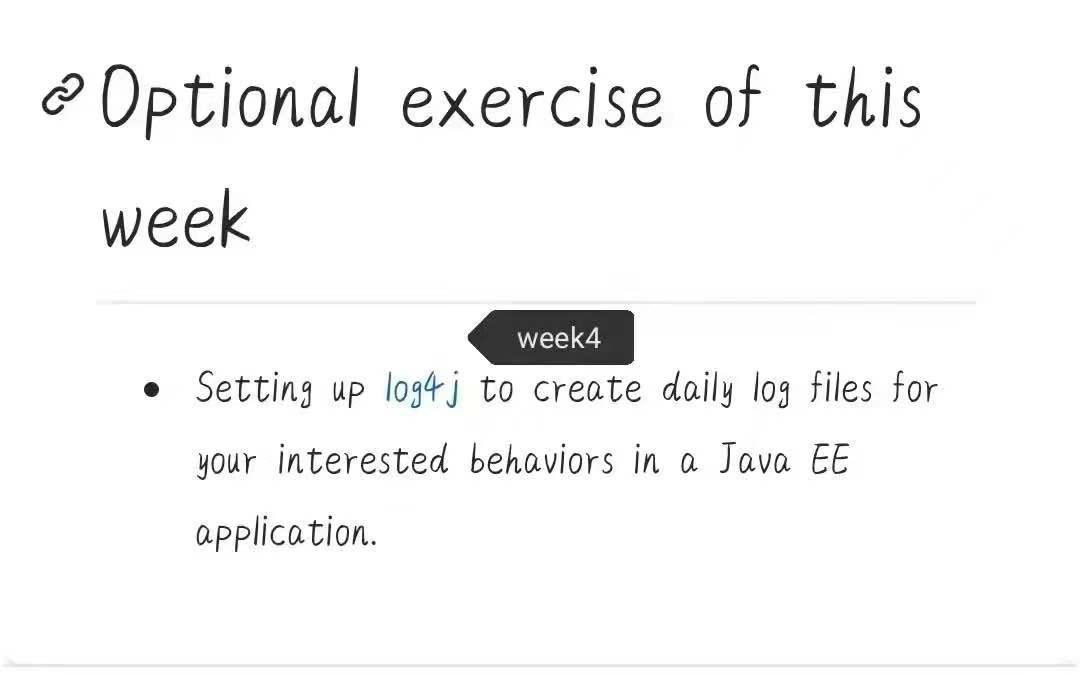 Optional exercise of this
week
week4
Setting up log4j to create daily log files for
your interested behaviors in a Java EE
application.